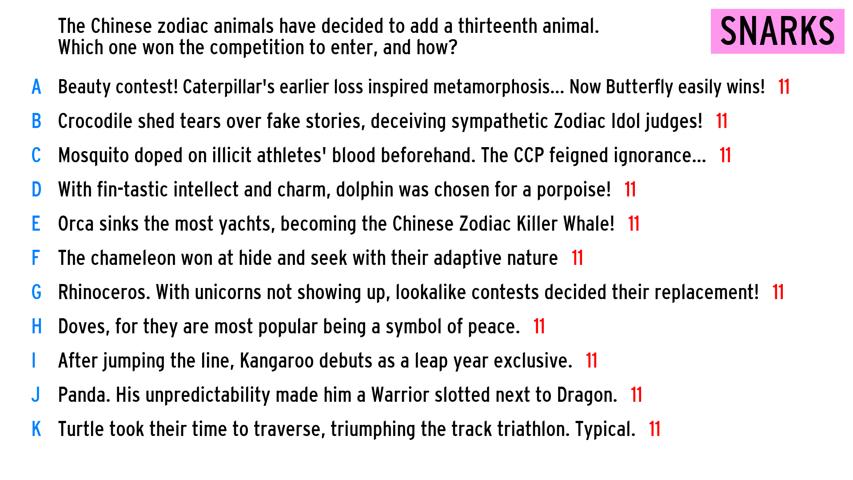 The Chinese zodiac animals have decided to add a thirteenth animal.
Which one won the competition to enter, and how?
SNARKS
A Beauty contest! Caterpillar's earlier loss inspired metamorphosis... Now Butterfly easily wins! 11
B Crocodile shed tears over fake stories, deceiving sympathetic Zodiac Idol judges! 11
C Mosquito doped on illicit athletes' blood beforehand. The CCP feigned ignorance... 11
D With fin-tastic intellect and charm, dolphin was chosen for a porpoise! 11
E Orca sinks the most yachts, becoming the Chinese Zodiac Killer Whale! 11
F The chameleon won at hide and seek with their adaptive nature 11
G Rhinoceros. With unicorns not showing up, lookalike contests decided their replacement! 11
H Doves, for they are most popular being a symbol of peace. 11
I After jumping the line, Kangaroo debuts as a leap year exclusive. 11
J Panda. His unpredictability made him a Warrior slotted next to Dragon. 11
K Turtle took their time to traverse, triumphing the track triathlon. Typical. 11